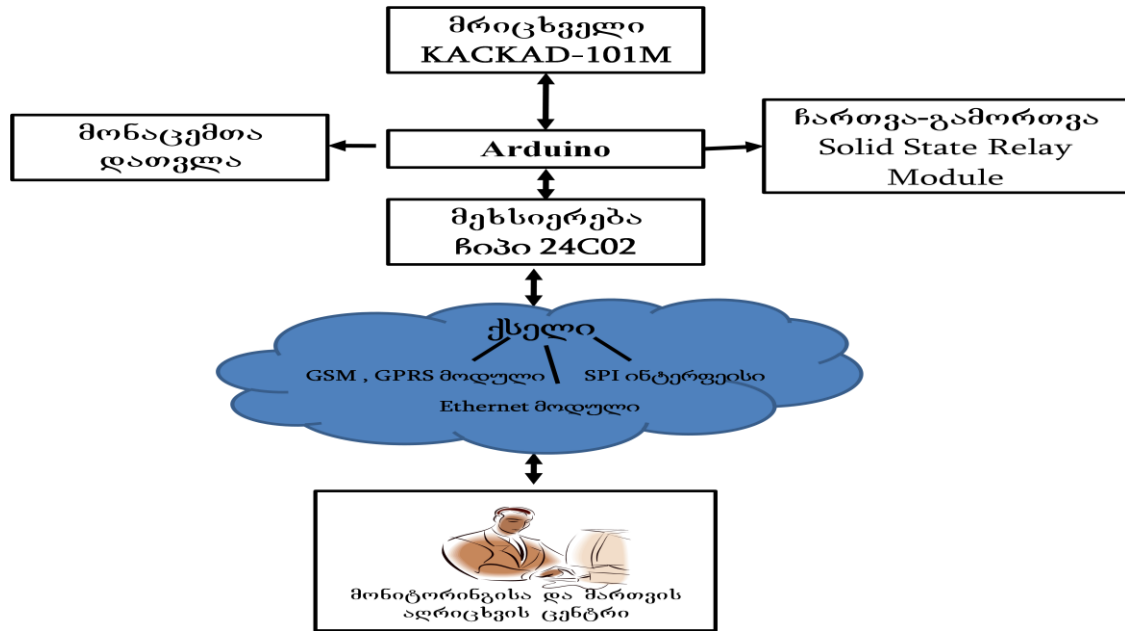 მრიცხველი
KACKAD-101M
მონაცემთა
დათვლა
Arduino
ჩართვა-გამორთვა
Solid State Relay
Module
მეხსიერება
ჩიპი 24C02
ქსელი
GSM , GPRS მოდული
SPI ინტერფეისი
Ethernet მოდული
მონიტორინგისა და მართვის
აღრიცხვის ცენტრი